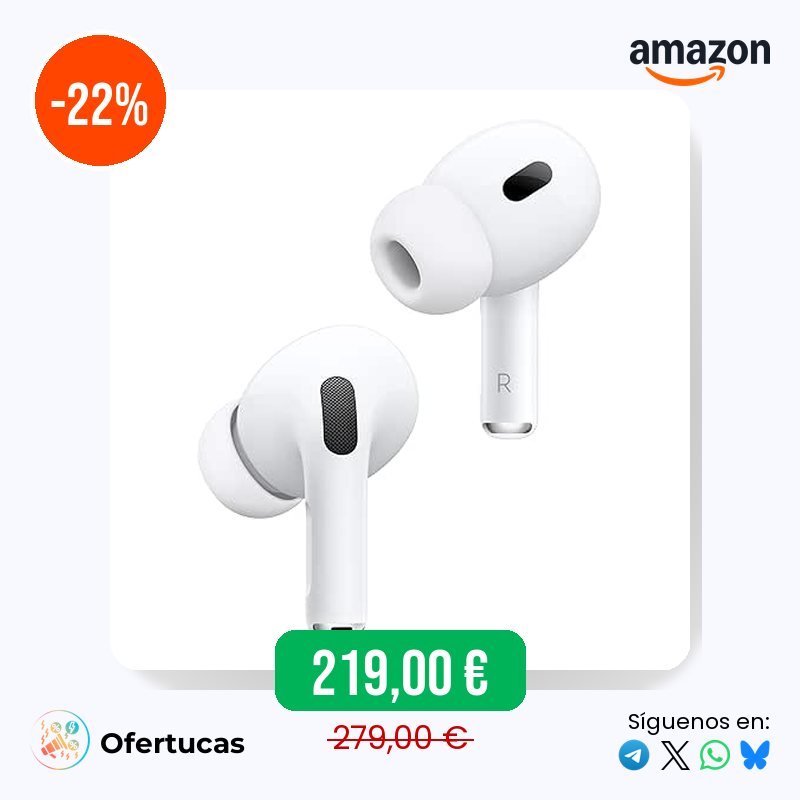 -22%
amazon
R
219,00 €
279,00 €
Ofertucas
Síguenos en: